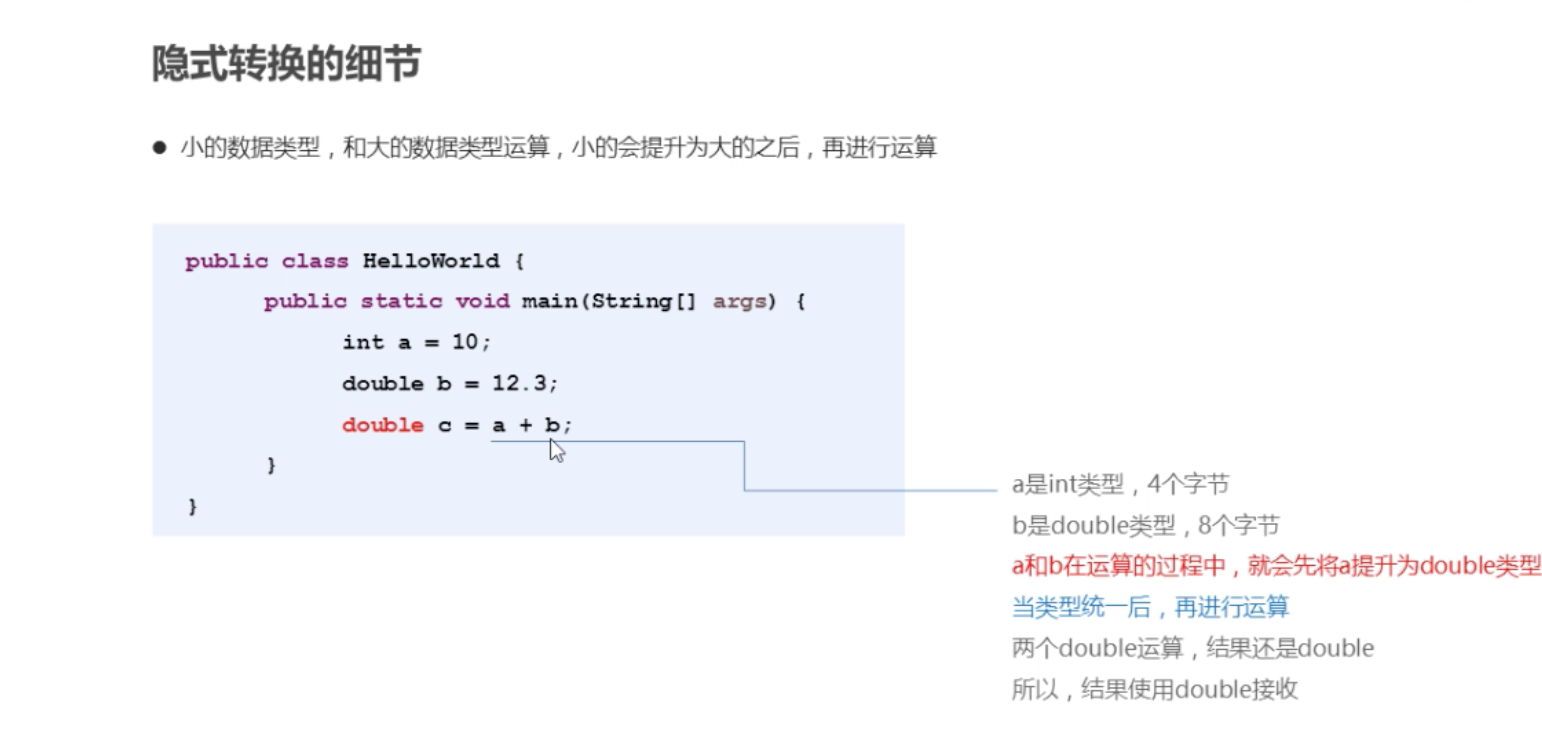 隐式转换的细节
● 小的数据类型，和大的数据类型运算，小的会提升为大的之后，再进行运算
public class HelloWorld {
public static void main(String[] args) {
int a = 10;
double b = 12.3;
double c = a + b;
}
}
a是int类型，4个字节
b是double类型，8个字节
a和b在运算的过程中，就会先将a提升为double类型
当类型统一后，再进行运算
两个double运算，结果还是double
所以，结果使用double接收